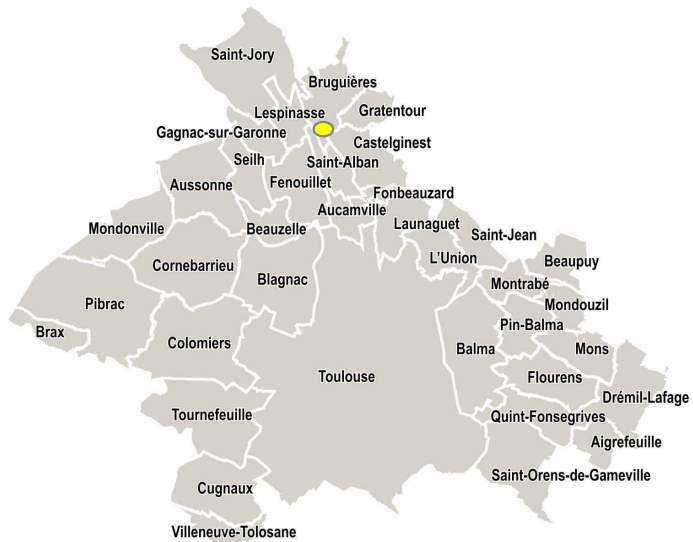 Saint-Jory
Bruguières
Lespinasse
Gratentour
Gagnac-sur-Garonne
Castelginest
Seilh
Saint-Alban
Aussonne
Fenouillet
Fonbeauzard
Aucamville
Launaguet
Mondonville
Beauzelle
Saint-Jean
L'Union
Beaupuy
Cornebarrieu
Blagnac
Montrabé
Pibrac
Mondouzil
Pin-Balma
Brax
Colomiers
Balma
Mons
Toulouse
Flourens
Drémil-Lafage
Tournefeuille
Quint-Fonsegrives
Aigrefeuille
Saint-Orens-de-Gameville
Cugnaux
Villeneuve-Tolosane